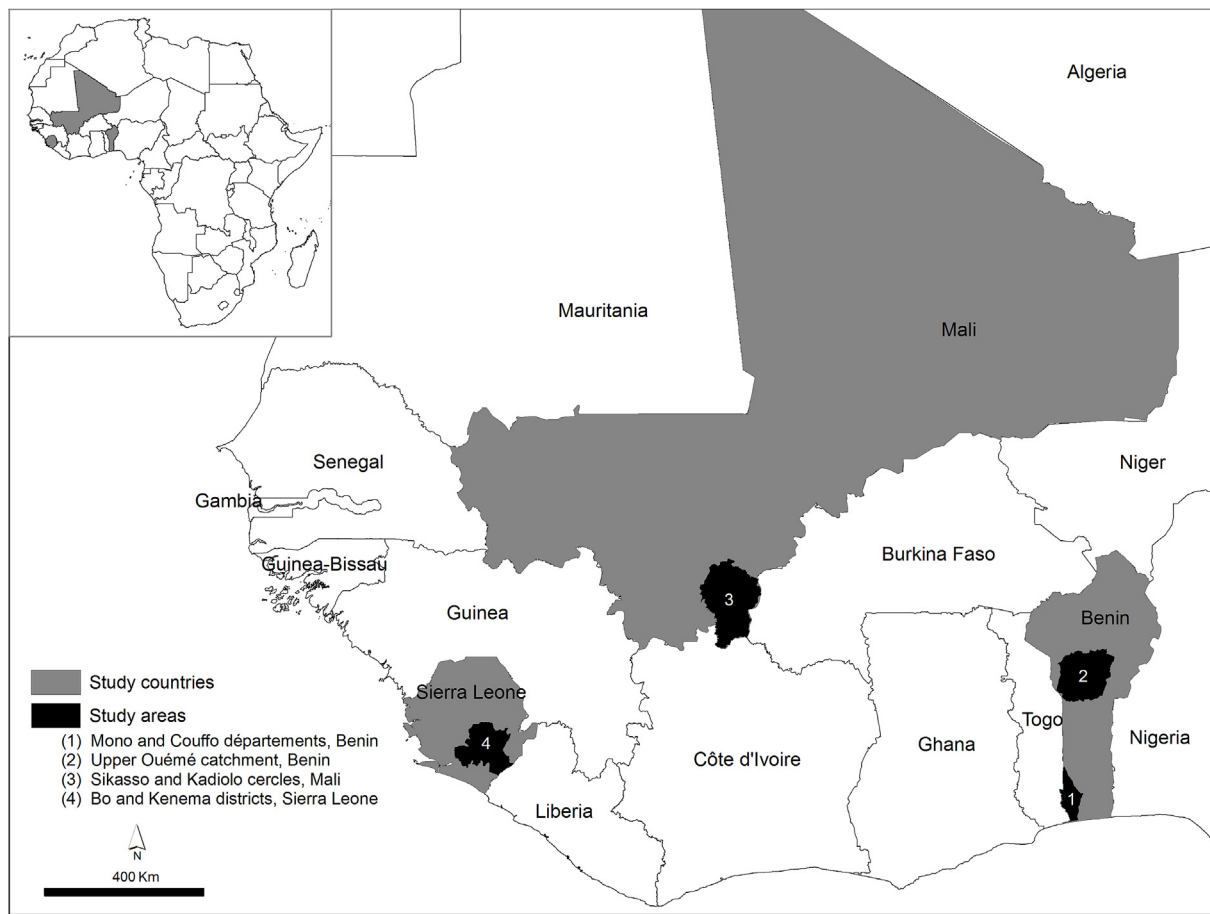 Algeria
Mauritania
Mali
Senegal
Niger
Gambia
Burkina Faso
Guinea-Bissau
3
Guinea
Benin
2
Study countries
Sierra Leone
Study areas
Togo
Nigeria
Ghana
(1) Mono and Couffo départements, Benin
4
Côte d'Ivoire
(2) Upper Ouémé catchment, Benin
(3) Sikasso and Kadiolo cercles, Mali
(4) Bo and Kenema districts, Sierra Leone
1
Liberia
N
400 Km